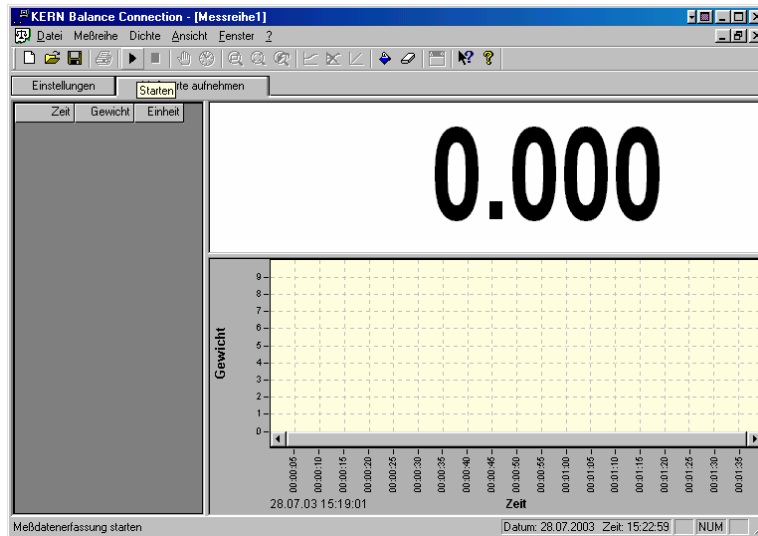 KERN Balance Connection - [Messreihe1]
Datei Meßreihe Dichte Ansicht Fenster ?
Einstellungen
Starten
rte aufnehmen
Zeit Gewicht Einheit
0.000
Gewicht
9
8
7
6
5
4
3
2
1
0
00:00:05 00:00:10 00:00:15 00:00:20 00:00:25 00:00:30 00:00:35 00:00:40 00:00:45 00:00:50 00:00:55 00:01:00 00:01:05 00:01:10 00:01:15 00:01:20 00:01:25 00:01:30 00:01:35
28.07.03 15:19:01
Zeit
Meßdatenerfassung starten
Datum: 28.07.2003 Zeit: 15:22:59
NUM